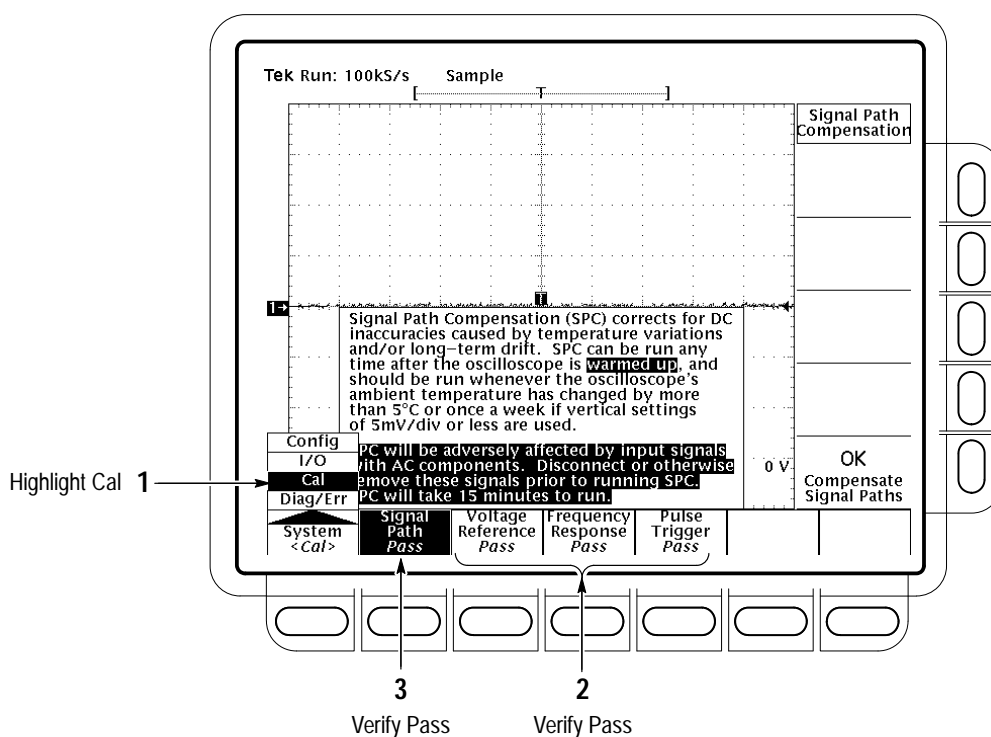 Tek Run: 100kS/s Sample
[ T ]
Signal Path
Compensation
T
1→
Signal Path Compensation (SPC) corrects for DC
inaccuracies caused by temperature variations
and/or long-term drift. SPC can be run any
time after the oscilloscope is warmed up, and
should be run whenever the oscilloscope's
ambient temperature has changed by more
than 5°C or once a week if vertical settings
of 5mV/div or less are used.
PC will be adversely affected by input signals
with AC components. Disconnect or otherwise
emove these signals prior to running SPC.
PC will take 15 minutes to run.
0 V
OK
Compensate
Signal Paths
Config
I/O
Cal
Diag/Err
Highlight Cal 1
System
<Cal>
Signal
Path
Pass
Voltage
Reference
Pass
Frequency
Response
Pass
Pulse
Trigger
Pass
3
Verify Pass
2
Verify Pass